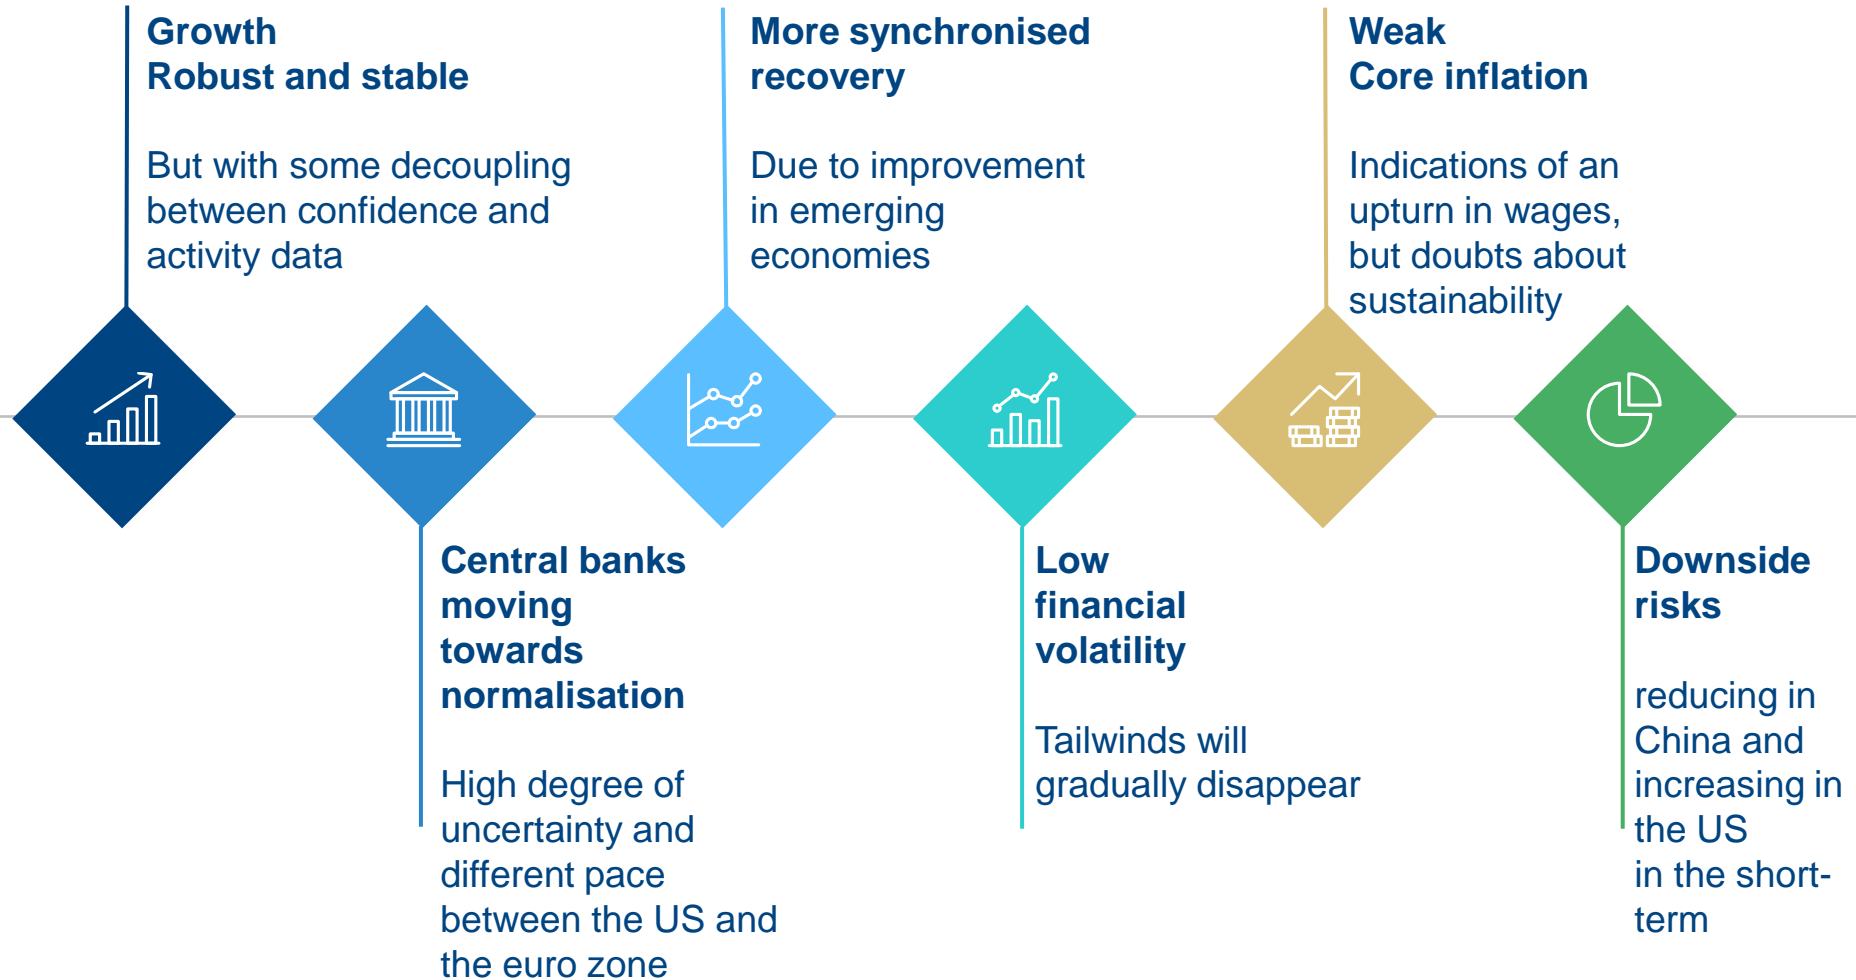 Growth
Robust and stable
But with some decoupling
between confidence and
activity data
Central banks
moving
towards
normalisation
High degree of
uncertainty and
different pace
between the US and
the euro zone
More synchronised
recovery
Due to improvement
in emerging
economies
Low
financial
volatility
Tailwinds will
gradually disappear
Weak
Core inflation
Indications of an
upturn in wages,
but doubts about
sustainability
Downside
risks
reducing in
China and
increasing in
the US
in the short-
term